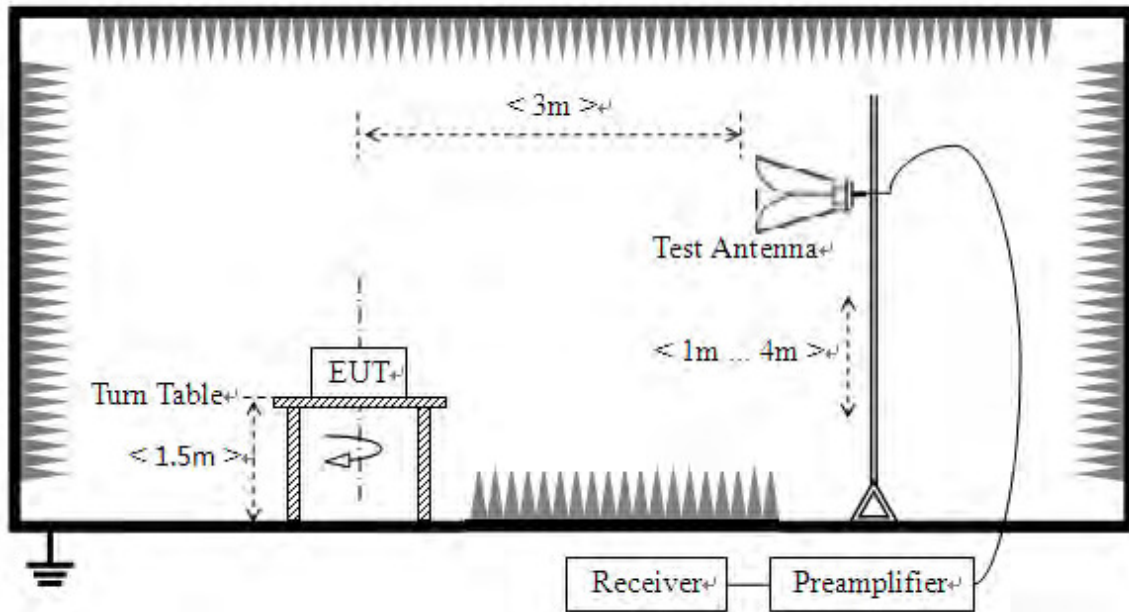 < 3m >↵
Test Antenna↵
< 1m ... 4m >↵
EUT↵
Turn Table↵
< 1.5m >↵
Receiver↵
Preamplifier↵